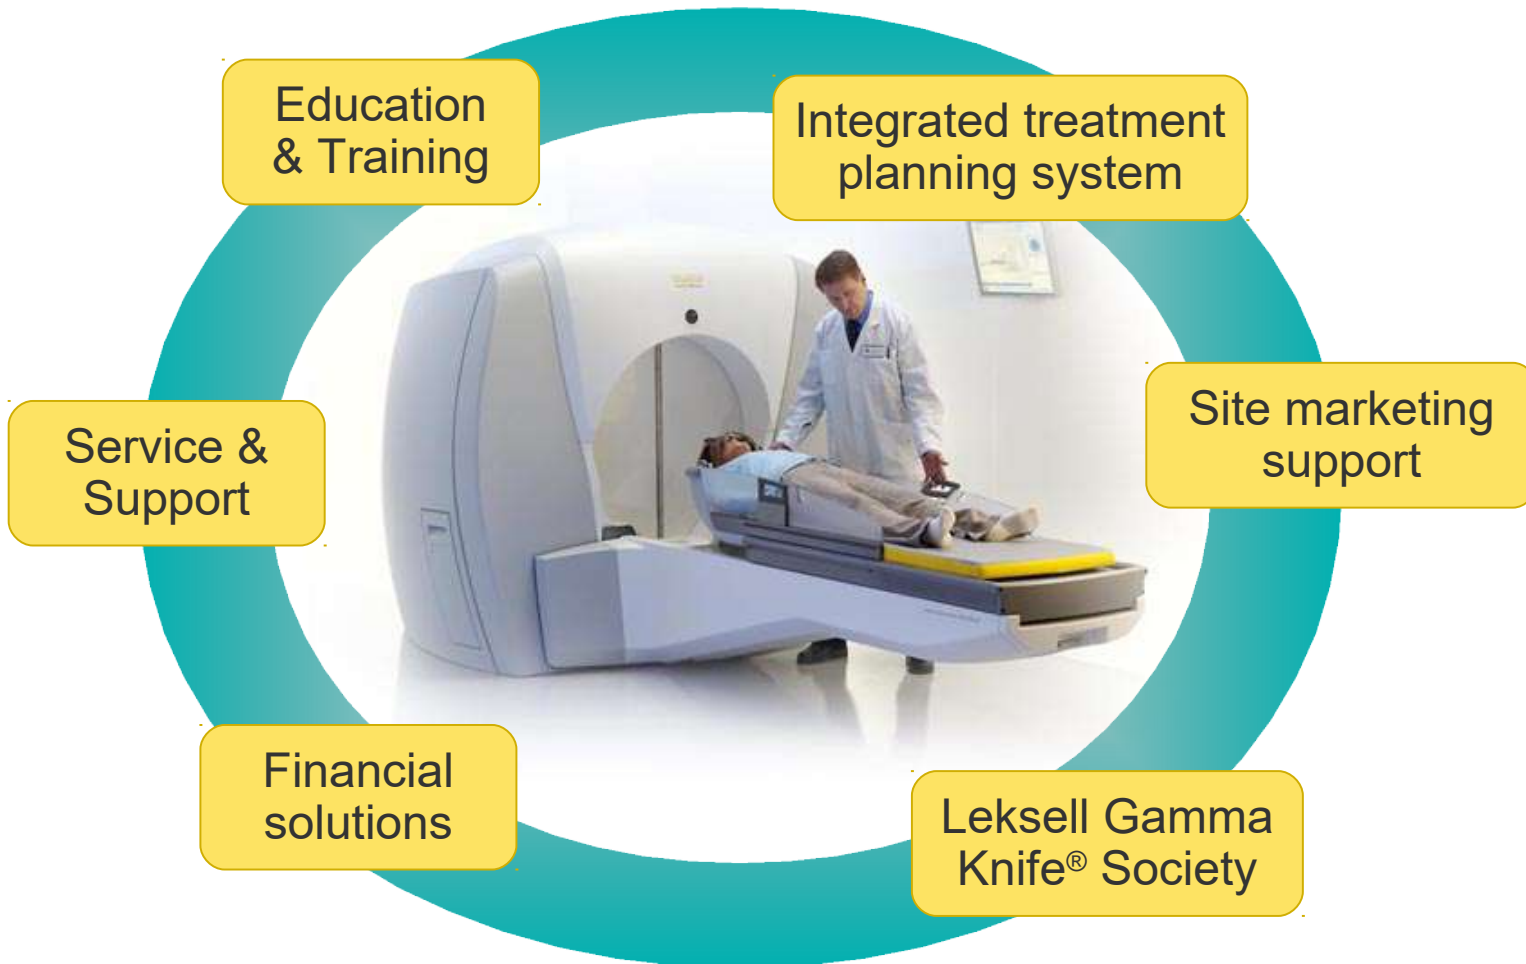 Education
& Training
Integrated treatment
planning system
Service &
Support
Site marketing
support
Financial
solutions
Leksell Gamma
Knife® Society